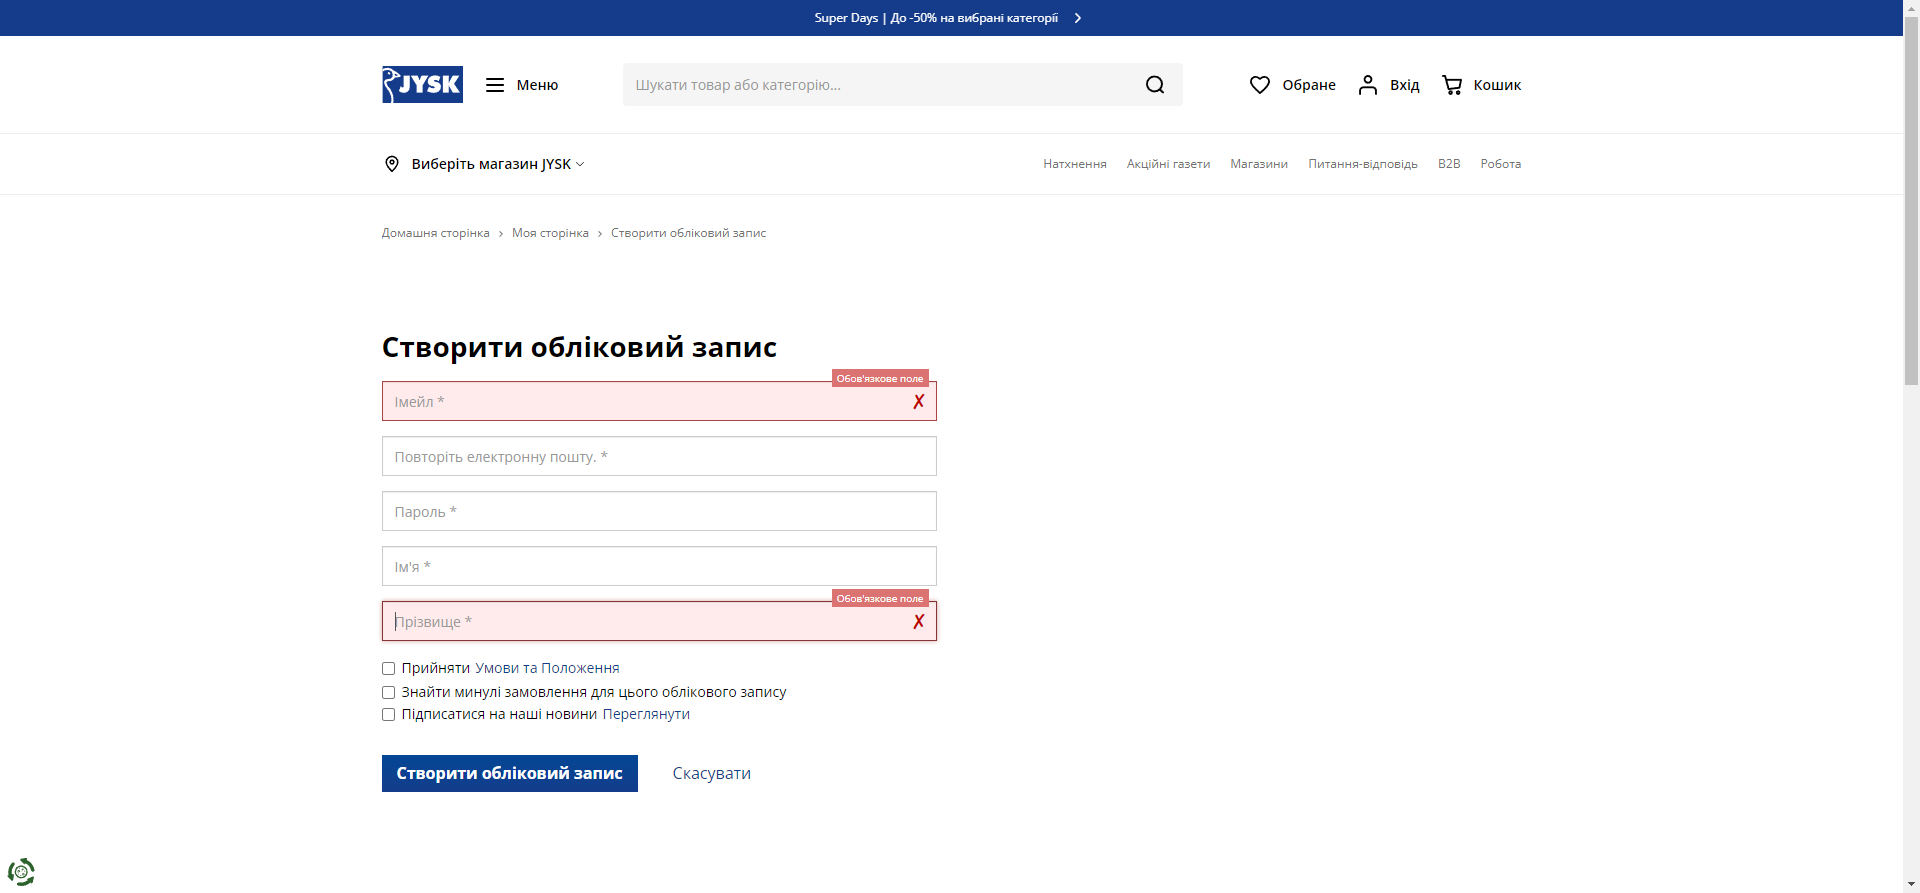 Super Days | До -50% на вибрані категорії
JYSK
Меню
Шукати товар або категорію...
Обране
Вхід
Кошик
Виберіть магазин JYSK
Натхнення
Акційні газети
Магазини
Питання-відповідь
B2B
Робота
Домашня сторінка
Моя сторінка
Створити обліковий запис
Створити обліковий запис
Обов'язкове поле
Імейл *
Повторіть електронну пошту. *
Пароль *
Ім'я *
Обов'язкове поле
Прізвище *
Прийняти Умови та Положення
Знайти минулі замовлення для цього облікового запису
Підписатися на наші новини Переглянути
Створити обліковий запис
Скасувати